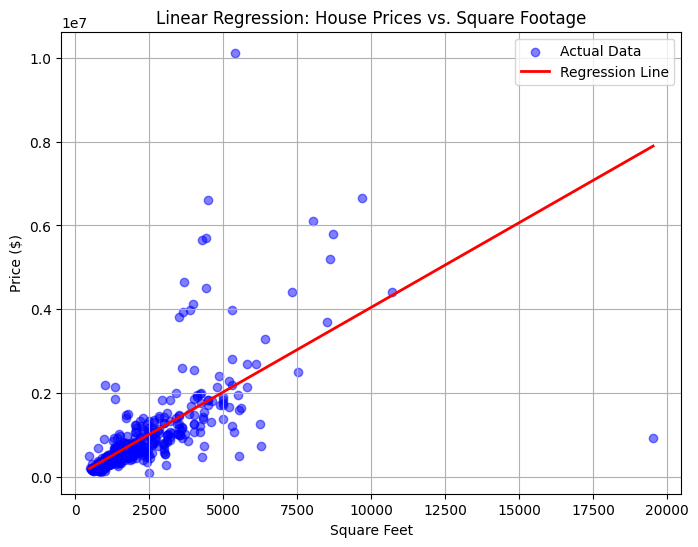 Linear Regression: House Prices vs. Square Footage
1e7
Actual Data
Regression Line
1.0
0.8
0.6
0.4
0.2
0.0
Price ($)
0 2500 5000 7500 10000 12500 15000 17500 20000
Square Feet